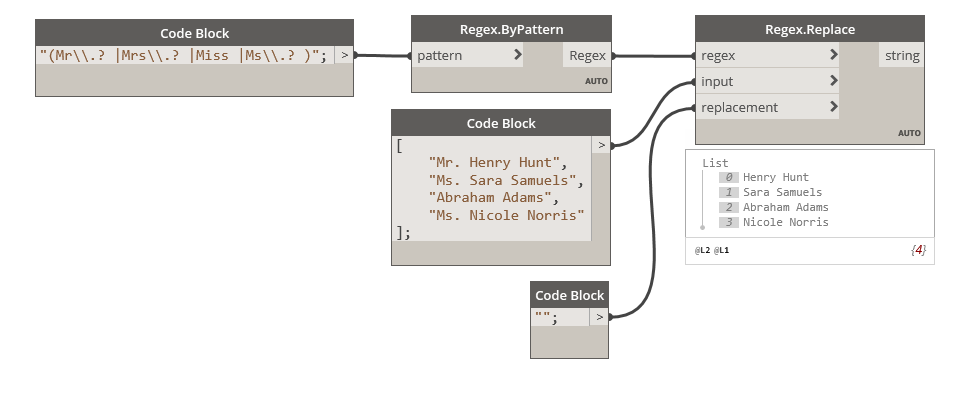 Code Block
"(Mr\\.? |Mrs\\.? |Miss |Ms\\.? )"; >
Regex.ByPattern
pattern > Regex
AUTO
Regex.Replace
regex > string
input >
replacement >
AUTO
Code Block
[ >
"Mr. Henry Hunt",
"Ms. Sara Samuels",
"Abraham Adams",
"Ms. Nicole Norris"
];
List
0 Henry Hunt
1 Sara Samuels
2 Abraham Adams
3 Nicole Norris
@L2 @L1 {4}
Code Block
""; >